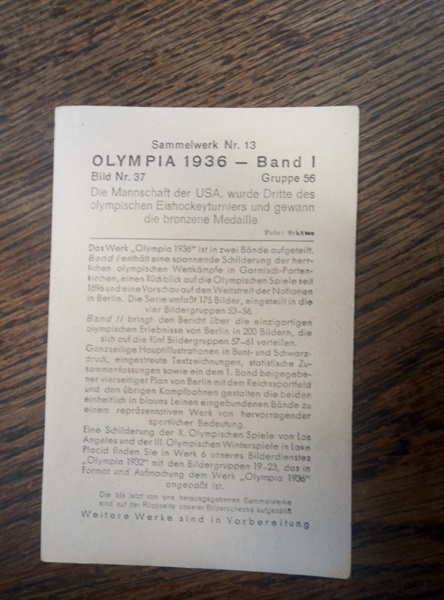 Sammelwerk Nr. 13
OLYMPIA 1936 — Band I
Bild Nr. 37 Gruppe 56
Die Mannschaft der USA. wurde Dritte des
olympischen Eishockeyturniers und gewann
die bronzene Medaille
Foto:
Das Werk „Olympia 1936" ist in zwei Bände aufgeteilt.
Band I enthält eine spannende Schilderung der herr-
lichen olympischen Wettkämpfe in Garmisch-Parten-
kirchen, einen Rückblick auf die Olympischen Spiele seit
1896 und eine Vorschau auf den Wettstreit der Nationen
in Berlin. Die Serie umfaßt 175 Bilder, eingeteilt in die
vier Bildergruppen 53–56.
Band II bringt den Bericht über die einzigartigen
olympischen Erlebnisse von Berlin in 200 Bildern, die
sich auf die fünf Bildergruppen 57–61 verteilen.
Ganzseitige Hauptillustrationen in Bunt- und Schwarz-
druck, eingestreute Textzeichnungen, statistische Zu-
sammenfassungen sowie ein dem 1. Band beigegebe-
ner vierseitiger Plan von Berlin mit dem Reichssportfeld
und den übrigen Kampfbahnen gestalten die beiden
einheitlich in blaues Leinen eingebundenen Bände zu
einem repräsentativen Werk von hervorragender
sportlicher Bedeutung.
Eine Schilderung der X. Olympischen Spiele von Los
Angeles und der III. Olympischen Winterspiele in Lake
Placid finden Sie in Werk 6 unseres Bilderdienstes
„Olympia 1932" mit den Bildergruppen 19–23, das in
Format und Aufmachung dem Werk „Olympia 1936"
angepaßt ist.
Die bis jetzt von uns herausgegebenen Sammelwerke
sind auf der Rückseite unserer Bilderschecks aufgezählt
Weitere Werke sind in Vorbereitung